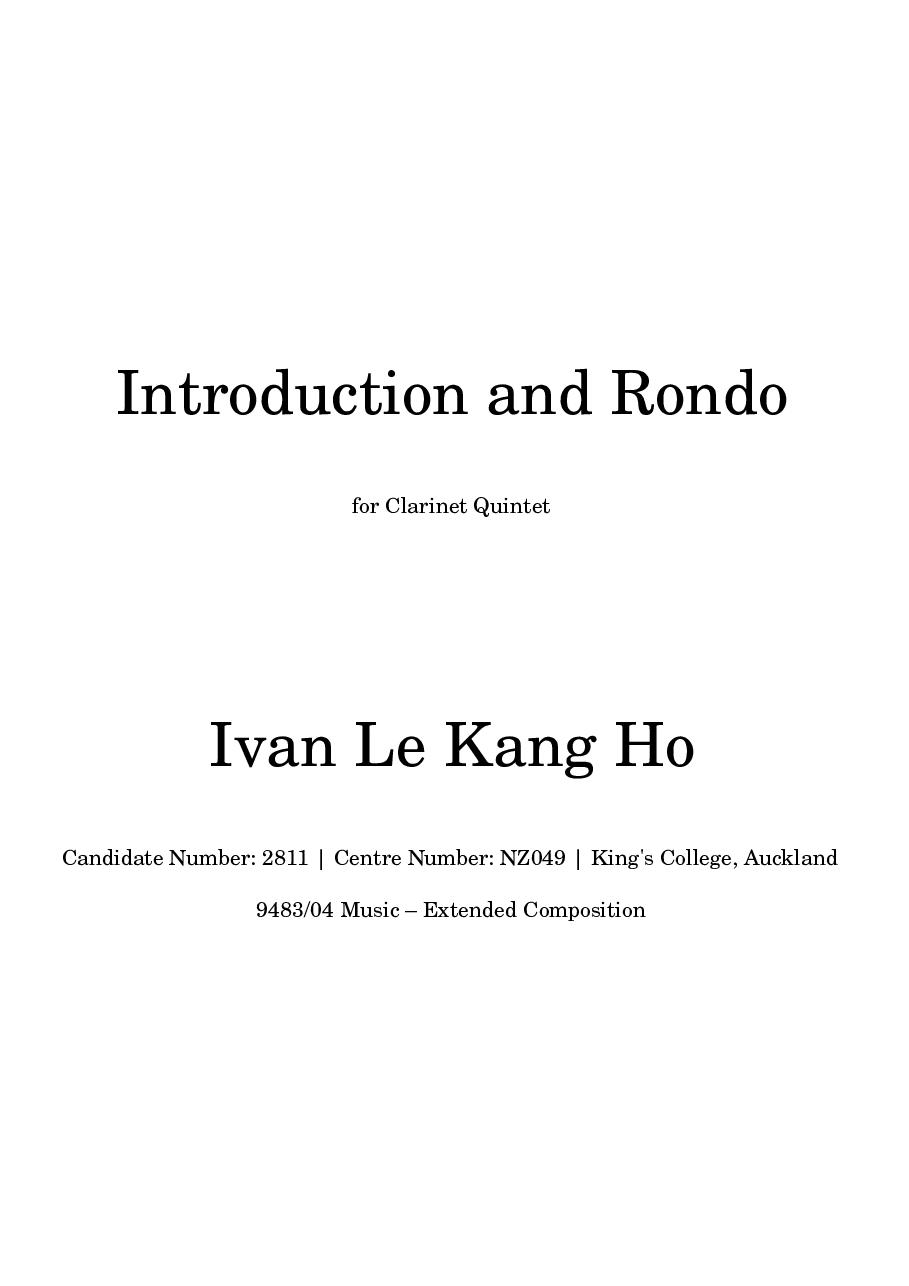 Introduction and Rondo
for Clarinet Quintet
Ivan Le Kang Ho
Candidate Number: 2811 | Centre Number: NZ049 | King's College, Auckland
9483/04 Music – Extended Composition